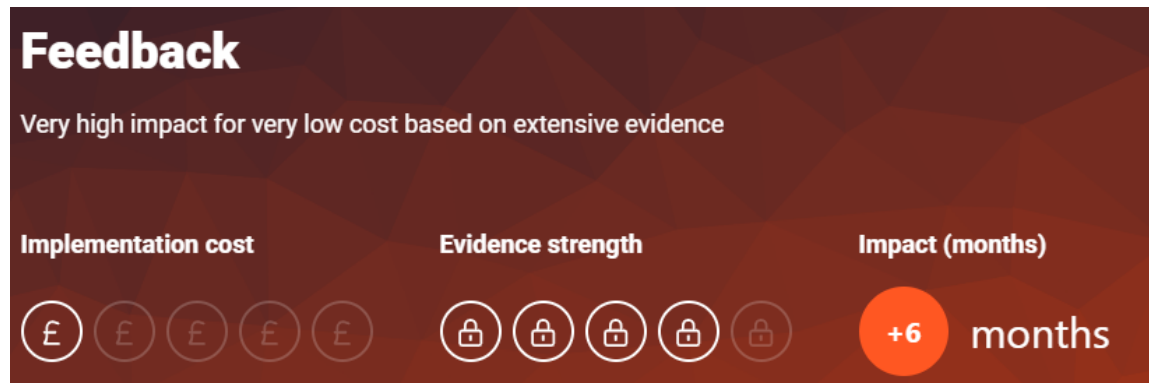 Feedback
Very high impact for very low cost based on extensive evidence
Implementation cost Evidence strength Impact (months)
£ £ £ £ £ +6 months